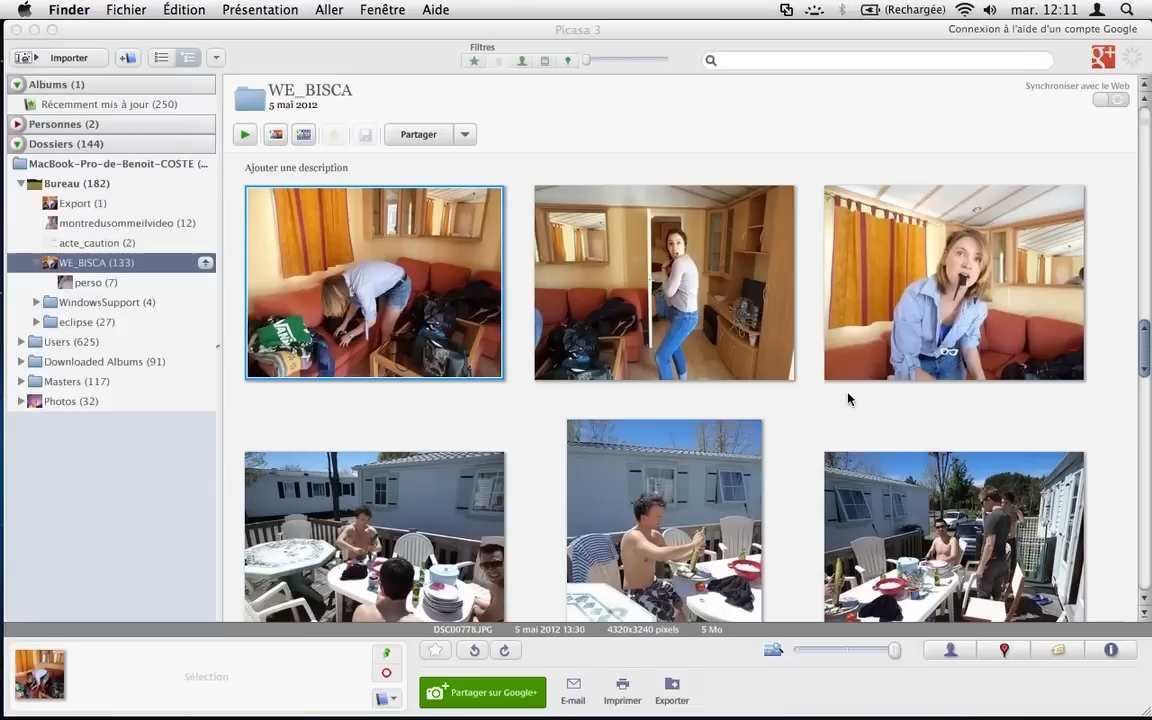 Finder Fichier Édition Présentation Aller Fenêtre Aide (Rechargée) mar. 12:11
Picasa 3
Connexion à l'aide d'un compte Google
Importer
Filtres
Albums (1)
Récemment mis à jour (250)
Personnes (2)
Dossiers (144)
MacBook-Pro-de-Benoit-COSTE (...
Bureau (182)
Export (1)
montredusommeilvideo (12)
acte_caution (2)
WE_BISCA (133)
perso (7)
WindowsSupport (4)
eclipse (27)
Users (625)
Downloaded Albums (91)
Masters (117)
Photos (32)
WE_BISCA
5 mai 2012
Synchroniser avec le Web
Partager
Ajouter une description
VANS
DSC00778.JPG 5 mai 2012 13:30 4320x3240 pixels 5 Mo
Sélection
Partager sur Google+
E-mail
Imprimer
Exporter